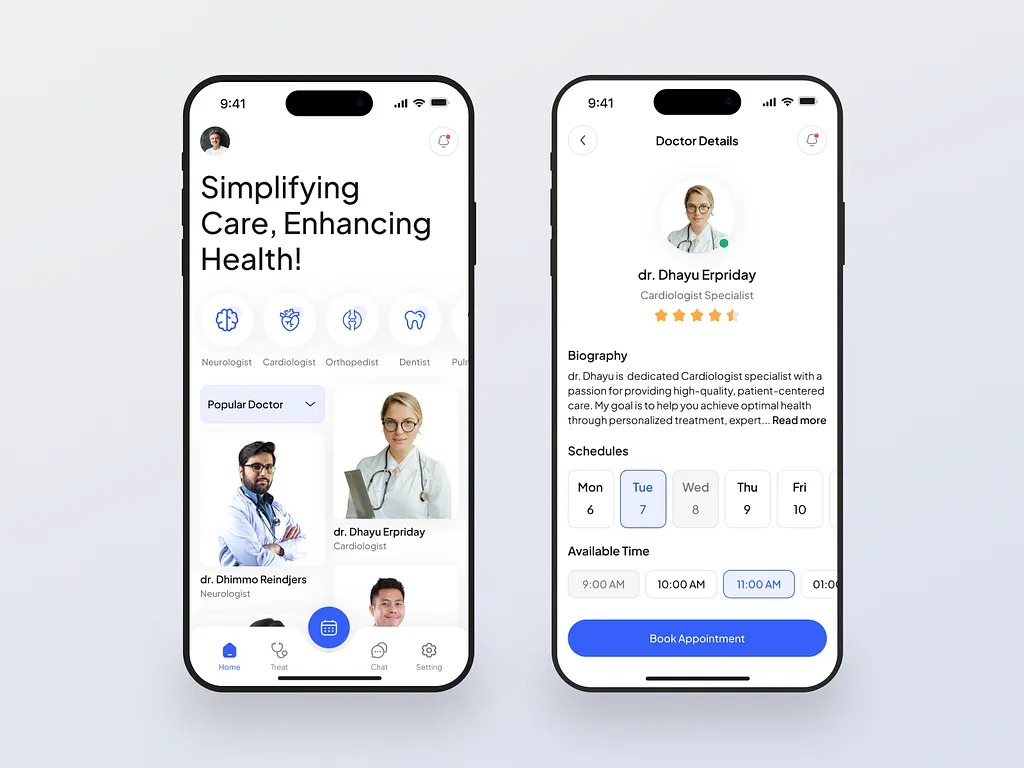 9:41
Simplifying
Care, Enhancing
Health!
Neurologist Cardiologist Orthopedist Dentist Pulr
Popular Doctor
dr. Dhimmo Reindjers
Neurologist
dr. Dhayu Erpriday
Cardiologist
Home Treat Chat Setting
9:41
Doctor Details
dr. Dhayu Erpriday
Cardiologist Specialist
Biography
dr. Dhayu is dedicated Cardiologist specialist with a
passion for providing high-quality, patient-centered
care. My goal is to help you achieve optimal health
through personalized treatment, expert... Read more
Schedules
Mon Tue Wed Thu Fri
6 7 8 9 10
Available Time
9:00 AM 10:00 AM 11:00 AM 01:00
Book Appointment